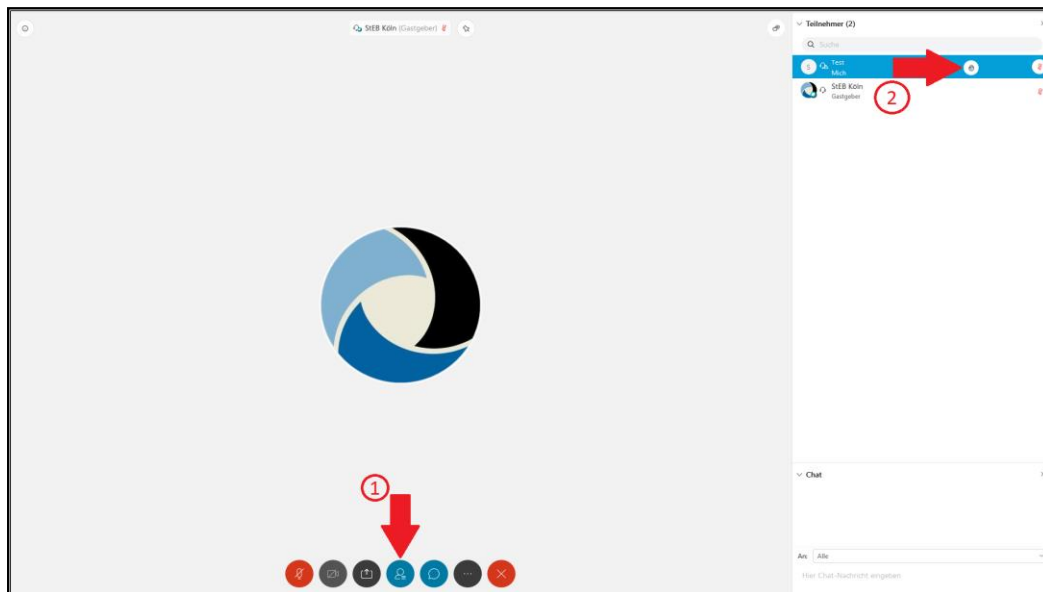 StEB Köln (Gastgeber)
Teilnehmer (2)
Suche
S
Test
Mich
StEB Köln
Gastgeber
2
1
Chat
An:
Alle
Hier Chat-Nachricht eingeben